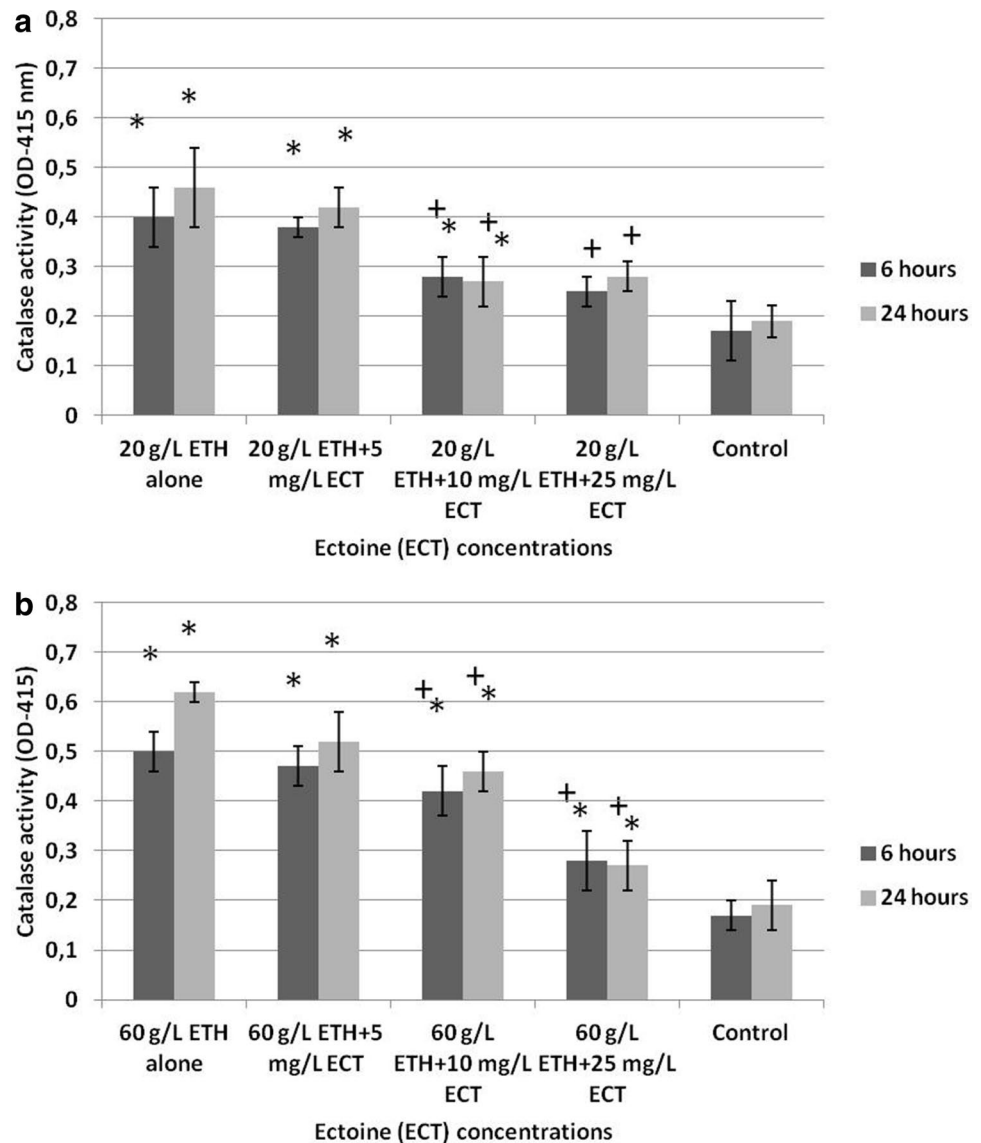 a
Catalase activity (OD-415 nm)
0,8
0,7
0,6
0,5
0,4
0,3
0,2
0,1
0
* * * * + * + * + +
20 g/L ETH alone
20 g/L ETH+5 mg/L ECT
20 g/L ETH+10 mg/L ECT
20 g/L ETH+25 mg/L ECT
Control
Ectoine (ECT) concentrations
6 hours
24 hours
b
Catalase activity (OD-415)
0,8
0,7
0,6
0,5
0,4
0,3
0,2
0,1
0
* * * * + * + * + * + *
60 g/L ETH alone
60 g/L ETH+5 mg/L ECT
60 g/L ETH+10 mg/L ECT
60 g/L ETH+25 mg/L ECT
Control
Ectoine (ECT) concentrations
6 hours
24 hours